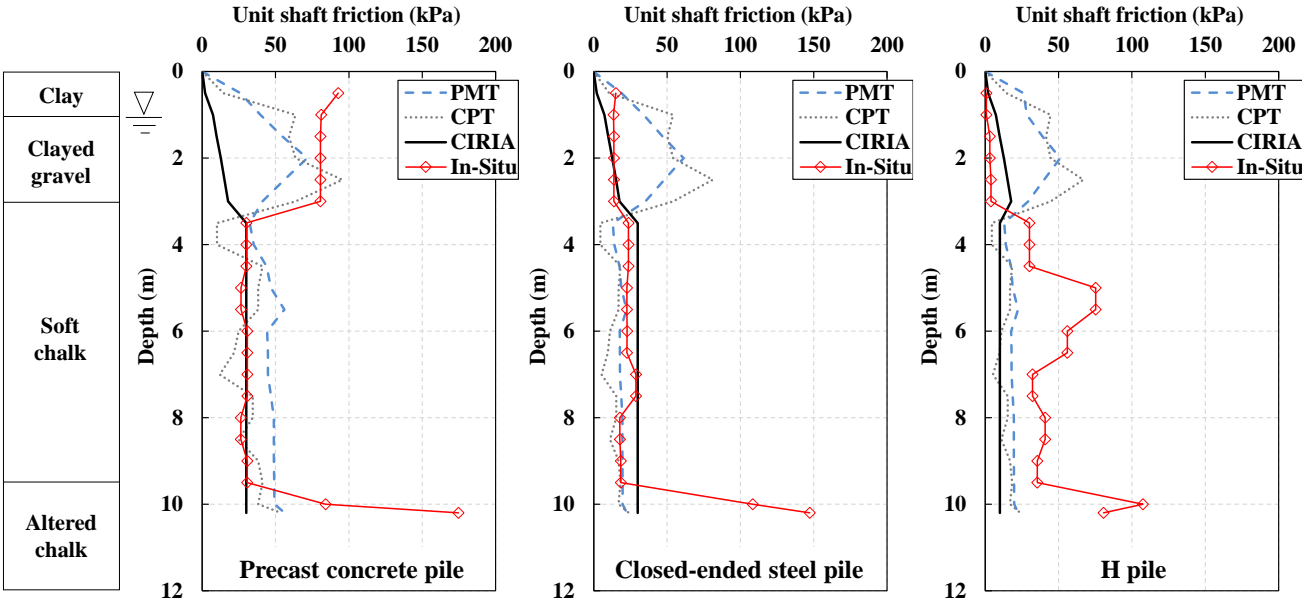 Unit shaft friction (kPa)
0 50 100 150 200
Unit shaft friction (kPa)
0 50 100 150 200
Unit shaft friction (kPa)
0 50 100 150 200
Clay
Clayed
gravel
Soft
chalk
Altered
chalk
Depth (m)
0
2
4
6
8
10
12
PMT
CPT
CIRIA
In-Situ
Precast concrete pile
Depth (m)
0
2
4
6
8
10
12
PMT
CPT
CIRIA
In-Situ
Closed-ended steel pile
Depth (m)
0
2
4
6
8
10
12
PMT
CPT
CIRIA
In-Situ
H pile